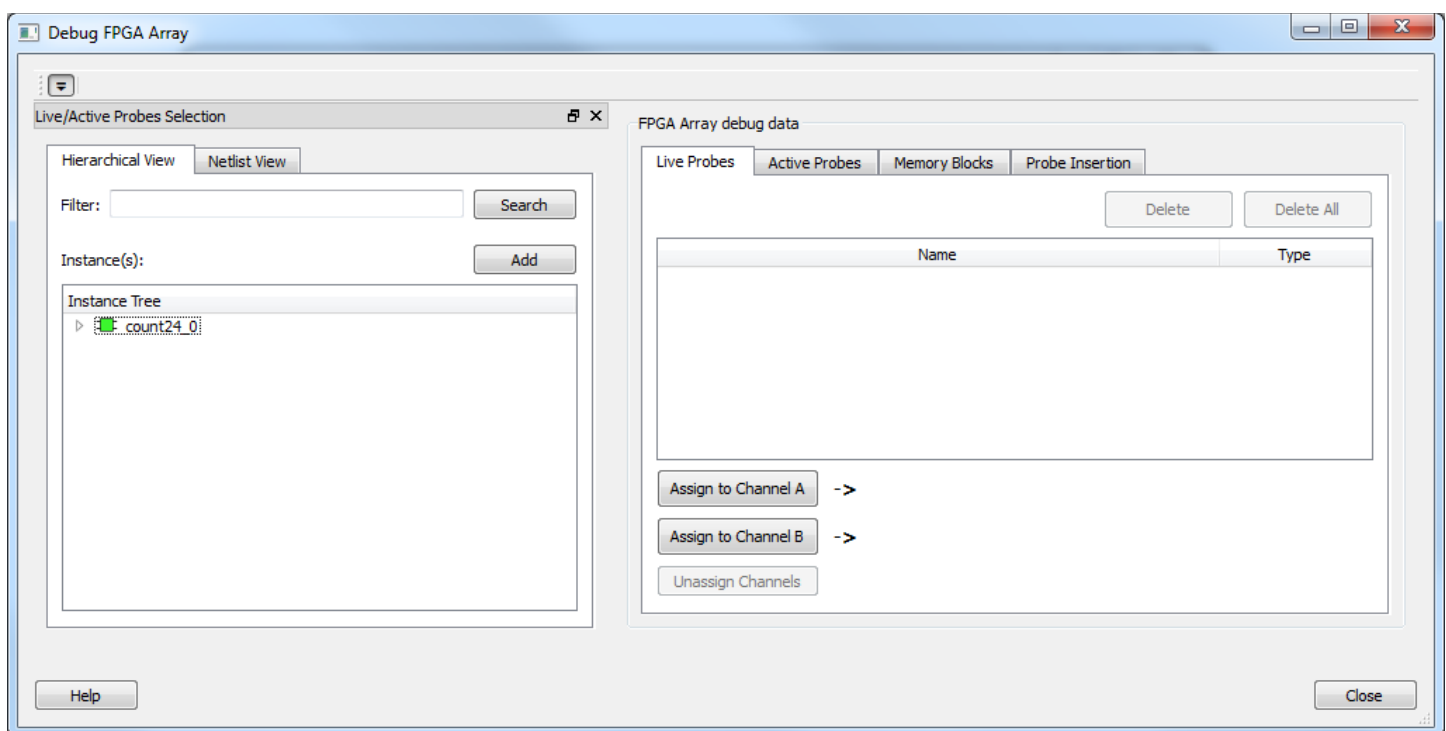 Debug FPGA Array
Live/Active Probes Selection
Hierarchical View Netlist View
Filter: Search
Instance(s): Add
Instance Tree
count24_0
FPGA Array debug data
Live Probes Active Probes Memory Blocks Probe Insertion
Delete Delete All
Name Type
Assign to Channel A ->
Assign to Channel B ->
Unassign Channels
Help Close